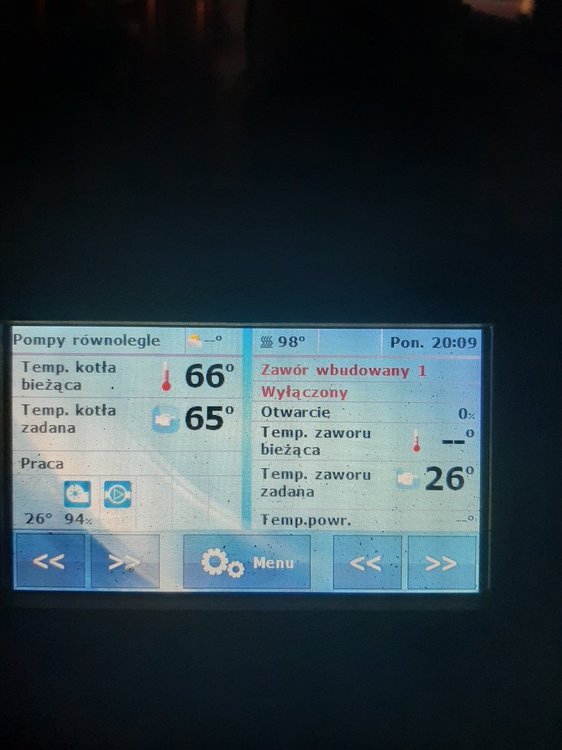 Pompy równolegle
--°
98°
Pon. 20:09
Temp. kotła
bieżąca
66°
Temp. kotła
zadana
65°
Praca
26° 94%
Zawór wbudowany 1
Wyłączony
Otwarcie 0%
Temp. zaworu
bieżąca
--°
Temp. zaworu
zadana
26°
Temp.powr. --°
<< >> Menu << >>